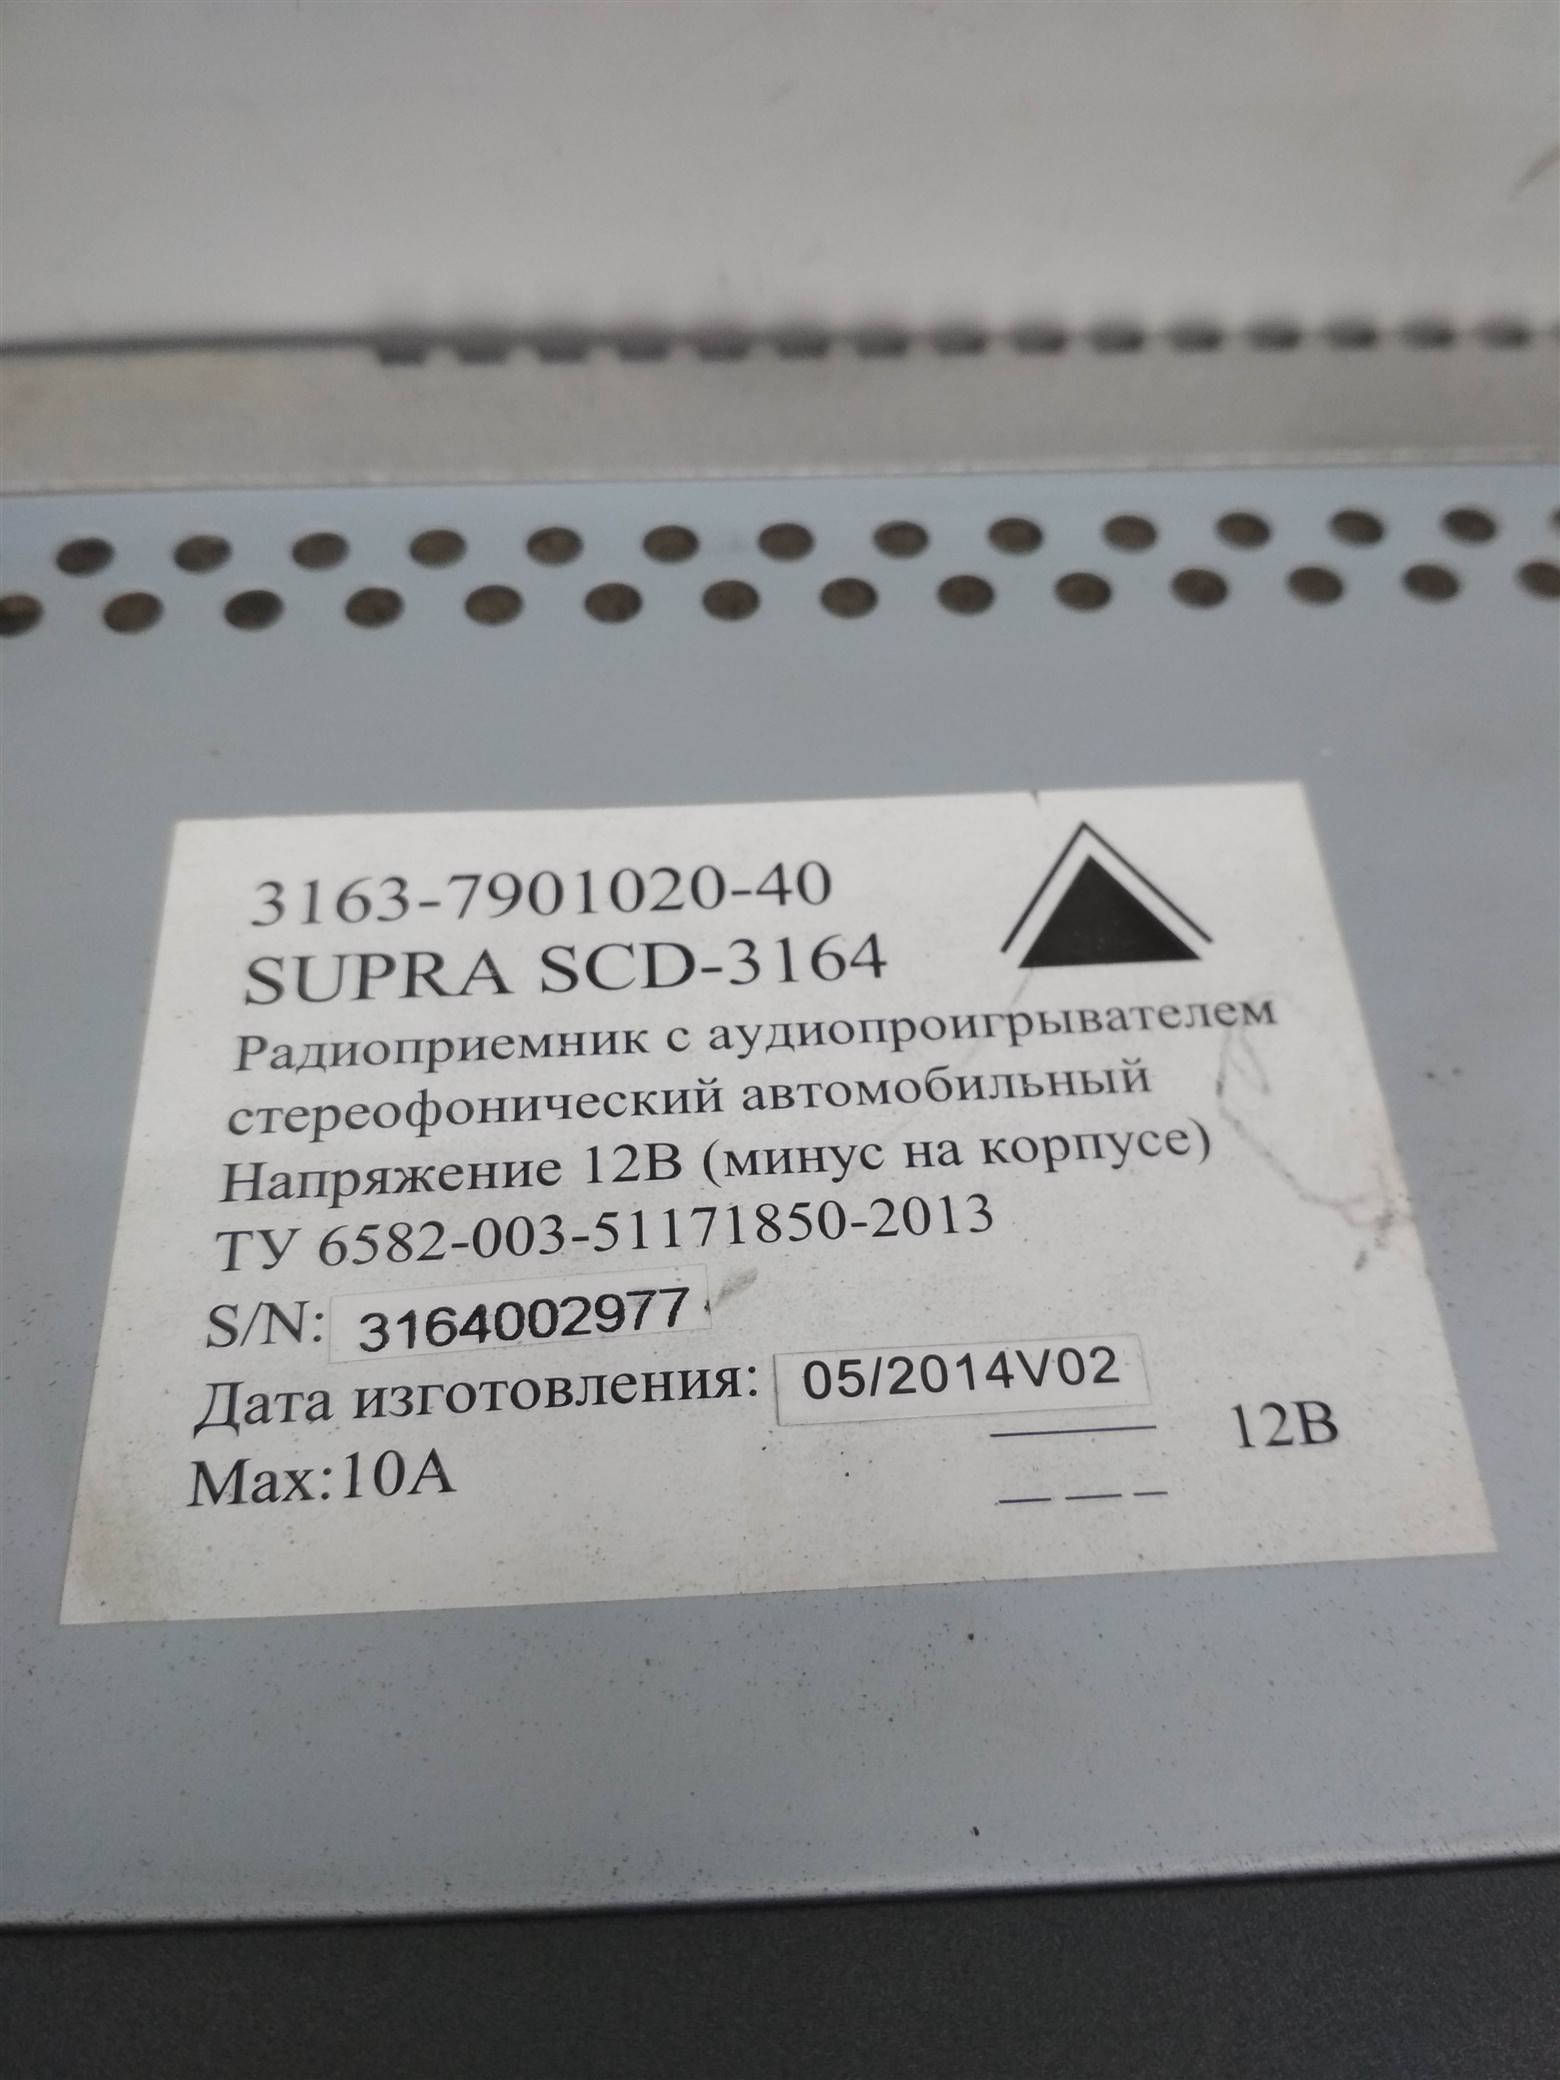 3163-7901020-40
SUPRA SCD-3164
Радиоприемник с аудиопроигрывателем
стереофонический автомобильный
Напряжение 12В (минус на корпусе)
ТУ 6582-003-51171850-2013
S/N: 3164002977
Дата изготовления: 05/2014V02
Max:10A
12В